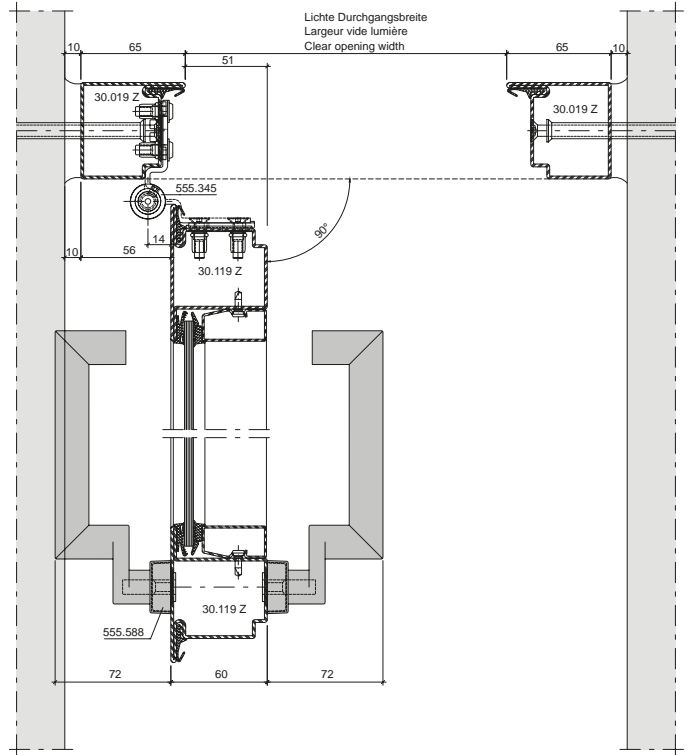 Lichte Durchgangsbreite
Largeur vide lumière
Clear opening width
10
65
51
65
10
30.019 Z
30.019 Z
555.345
90°
14
10
56
30.119 Z
30.119 Z
555.588
72
60
72